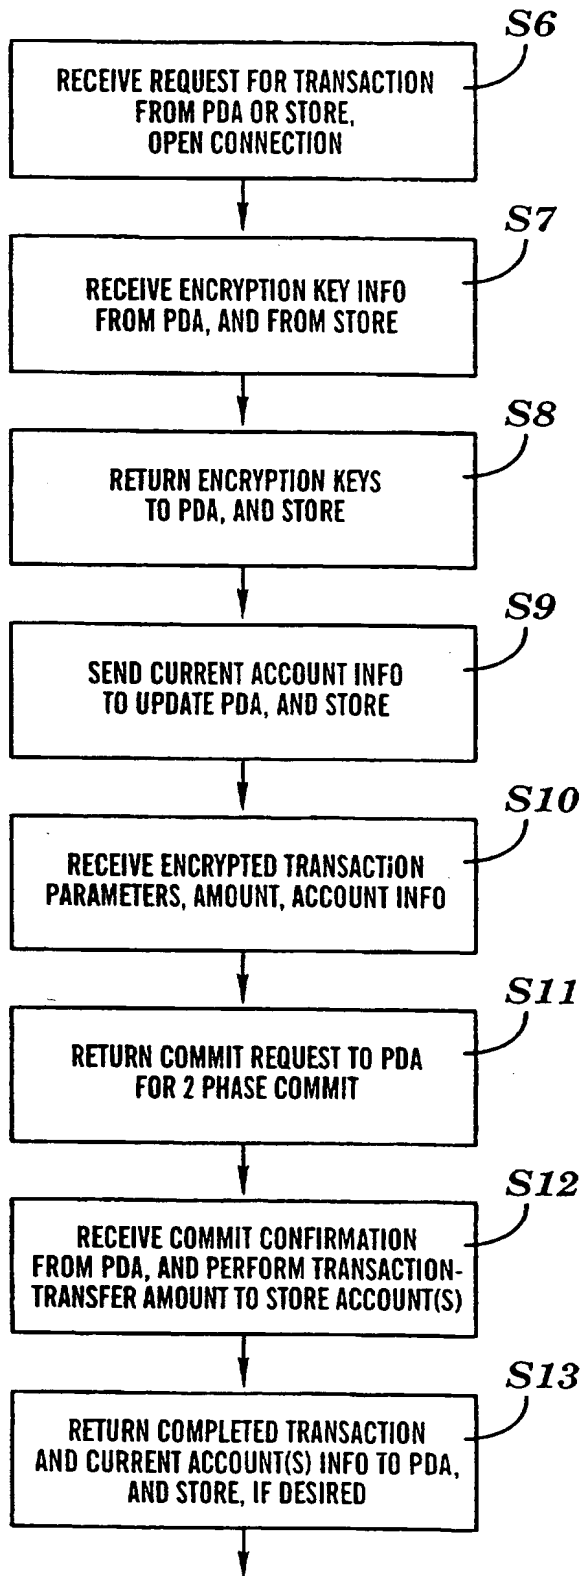 S6
RECEIVE REQUEST FOR TRANSACTION
FROM PDA OR STORE,
OPEN CONNECTION
S7
RECEIVE ENCRYPTION KEY INFO
FROM PDA, AND FROM STORE
S8
RETURN ENCRYPTION KEYS
TO PDA, AND STORE
S9
SEND CURRENT ACCOUNT INFO
TO UPDATE PDA, AND STORE
S10
RECEIVE ENCRYPTED TRANSACTION
PARAMETERS, AMOUNT, ACCOUNT INFO
S11
RETURN COMMIT REQUEST TO PDA
FOR 2 PHASE COMMIT
S12
RECEIVE COMMIT CONFIRMATION
FROM PDA, AND PERFORM TRANSACTION-
TRANSFER AMOUNT TO STORE ACCOUNT(S)
S13
RETURN COMPLETED TRANSACTION
AND CURRENT ACCOUNT(S) INFO TO PDA,
AND STORE, IF DESIRED